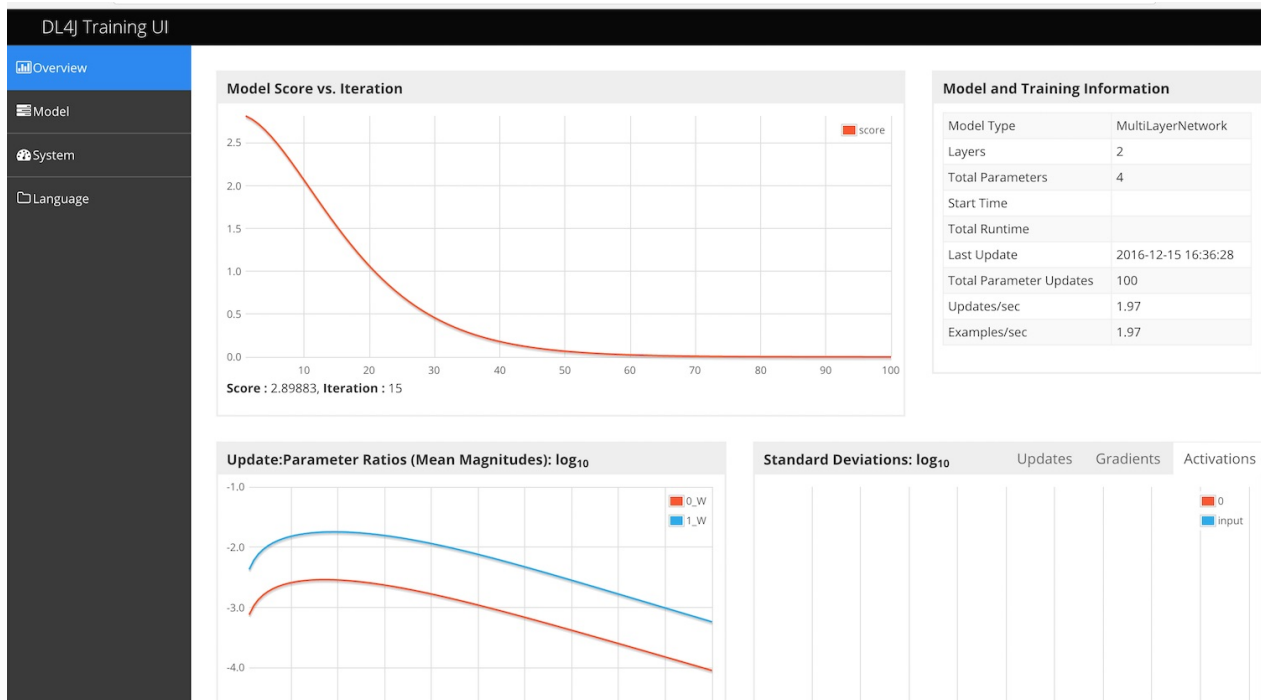 DL4J Training UI
Overview
Model
System
Language
Model Score vs. Iteration
score
2.5
2.0
1.5
1.0
0.5
0.0
10 20 30 40 50 60 70 80 90 100
Score : 2.89883, Iteration : 15
Model and Training Information
Model Type MultiLayerNetwork
Layers 2
Total Parameters 4
Start Time
Total Runtime
Last Update 2016-12-15 16:36:28
Total Parameter Updates 100
Updates/sec 1.97
Examples/sec 1.97
Update:Parameter Ratios (Mean Magnitudes): log10
-1.0
0_W
1_W
-2.0
-3.0
-4.0
Standard Deviations: log10 Updates Gradients Activations
0
input